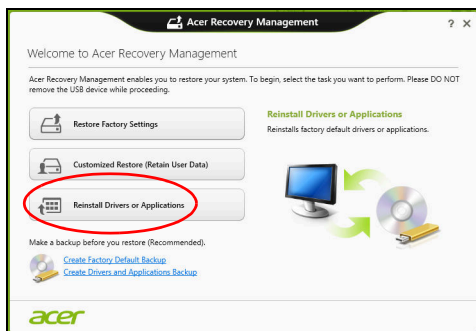 Acer Recovery Management
? X
Welcome to Acer Recovery Management
Acer Recovery Management enables you to restore your system. To begin, select the task you want to perform. Please DO NOT
remove the USB device while proceeding.
Restore Factory Settings
Customized Restore (Retain User Data)
Reinstall Drivers or Applications
Reinstall Drivers or Applications
Reinstalls factory default drivers or applications.
Make a backup before you restore (Recommended).
Create Factory Default Backup
Create Drivers and Applications Backup
acer